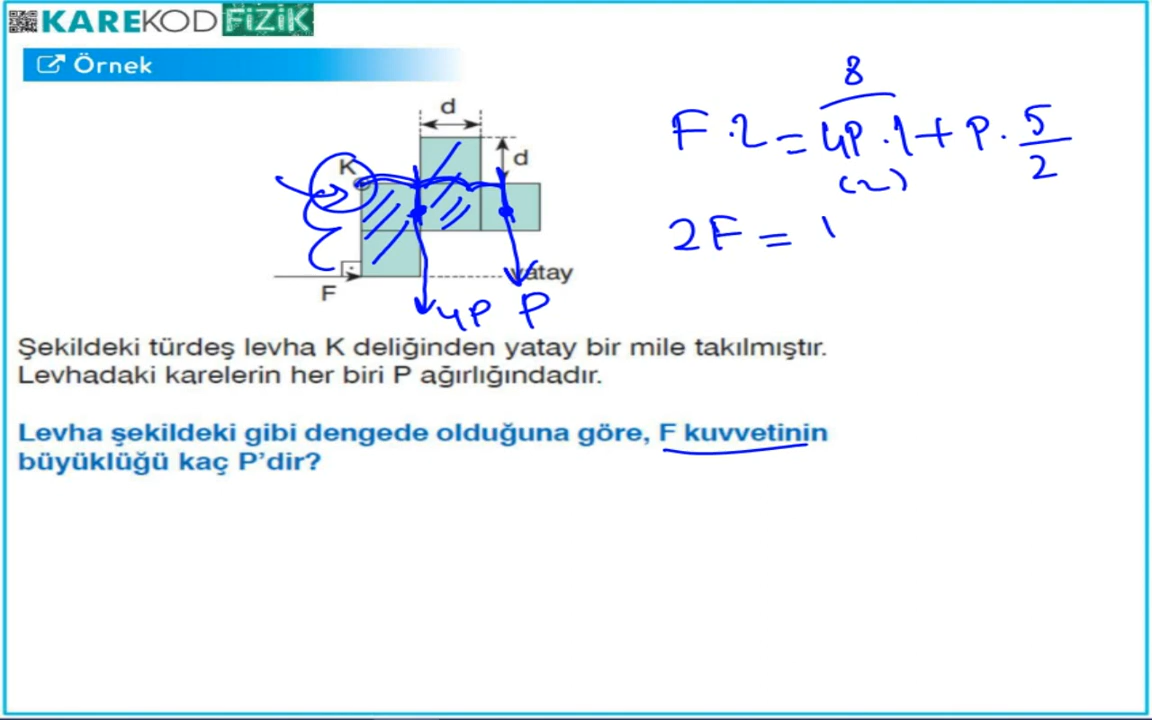 KAREKOD FİZİK
Örnek
d
d
K
yatay
F
4P P
F . 2 = 4P . 1 + P . 5/2
8
(2)
2F = 1
Şekildeki türdeş levha K deliğinden yatay bir mile takılmıştır.
Levhadaki karelerin her biri P ağırlığındadır.
Levha şekildeki gibi dengede olduğuna göre, F kuvvetinin
büyüklüğü kaç P'dir?